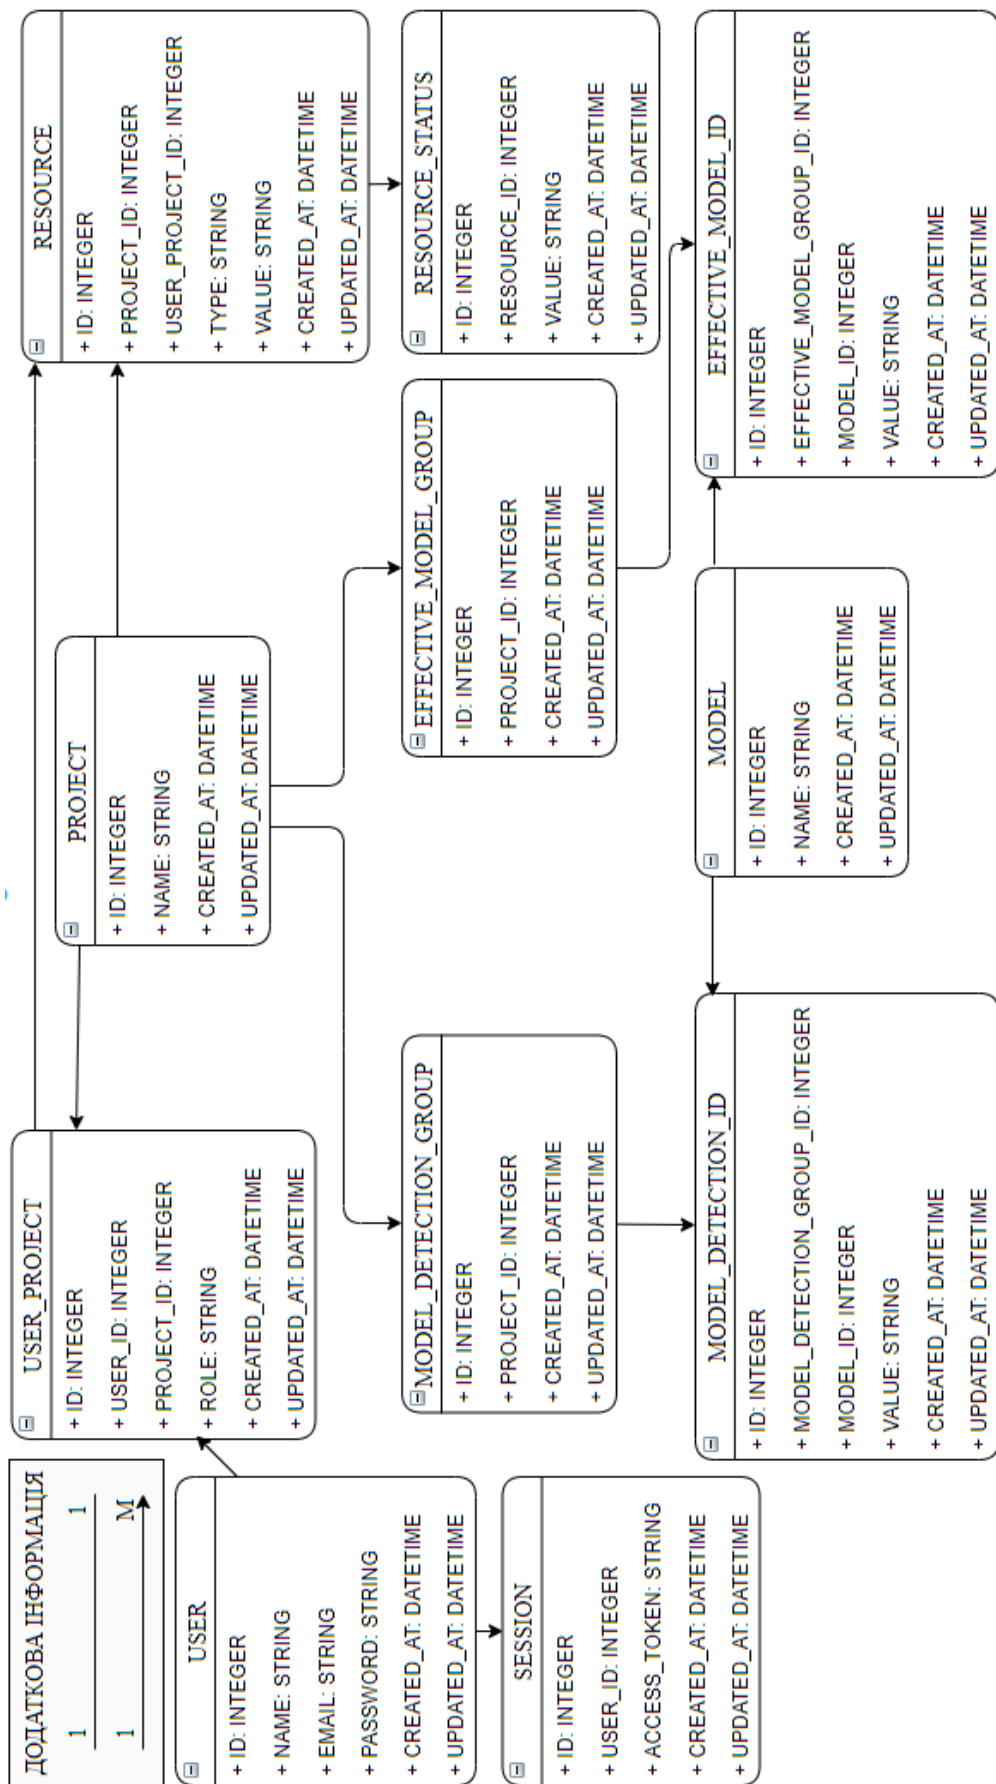 ДОДАТКОВА ІНФОРМАЦІЯ
1 1
1 M
USER_PROJECT
+ ID: INTEGER
+ USER_ID: INTEGER
+ PROJECT_ID: INTEGER
+ ROLE: STRING
+ CREATED_AT: DATETIME
+ UPDATED_AT: DATETIME
PROJECT
+ ID: INTEGER
+ NAME: STRING
+ CREATED_AT: DATETIME
+ UPDATED_AT: DATETIME
RESOURCE
+ ID: INTEGER
+ PROJECT_ID: INTEGER
+ USER_PROJECT_ID: INTEGER
+ TYPE: STRING
+ VALUE: STRING
+ CREATED_AT: DATETIME
+ UPDATED_AT: DATETIME
USER
+ ID: INTEGER
+ NAME: STRING
+ EMAIL: STRING
+ PASSWORD: STRING
+ CREATED_AT: DATETIME
+ UPDATED_AT: DATETIME
MODEL_DETECTION_GROUP
+ ID: INTEGER
+ PROJECT_ID: INTEGER
+ CREATED_AT: DATETIME
+ UPDATED_AT: DATETIME
EFFECTIVE_MODEL_GROUP
+ ID: INTEGER
+ PROJECT_ID: INTEGER
+ CREATED_AT: DATETIME
+ UPDATED_AT: DATETIME
RESOURCE_STATUS
+ ID: INTEGER
+ RESOURCE_ID: INTEGER
+ VALUE: STRING
+ CREATED_AT: DATETIME
+ UPDATED_AT: DATETIME
SESSION
+ ID: INTEGER
+ USER_ID: INTEGER
+ ACCESS_TOKEN: STRING
+ CREATED_AT: DATETIME
+ UPDATED_AT: DATETIME
MODEL_DETECTION_ID
+ ID: INTEGER
+ MODEL_DETECTION_GROUP_ID: INTEGER
+ MODEL_ID: INTEGER
+ VALUE: STRING
+ CREATED_AT: DATETIME
+ UPDATED_AT: DATETIME
MODEL
+ ID: INTEGER
+ NAME: STRING
+ CREATED_AT: DATETIME
+ UPDATED_AT: DATETIME
EFFECTIVE_MODEL_ID
+ ID: INTEGER
+ EFFECTIVE_MODEL_GROUP_ID: INTEGER
+ MODEL_ID: INTEGER
+ VALUE: STRING
+ CREATED_AT: DATETIME
+ UPDATED_AT: DATETIME